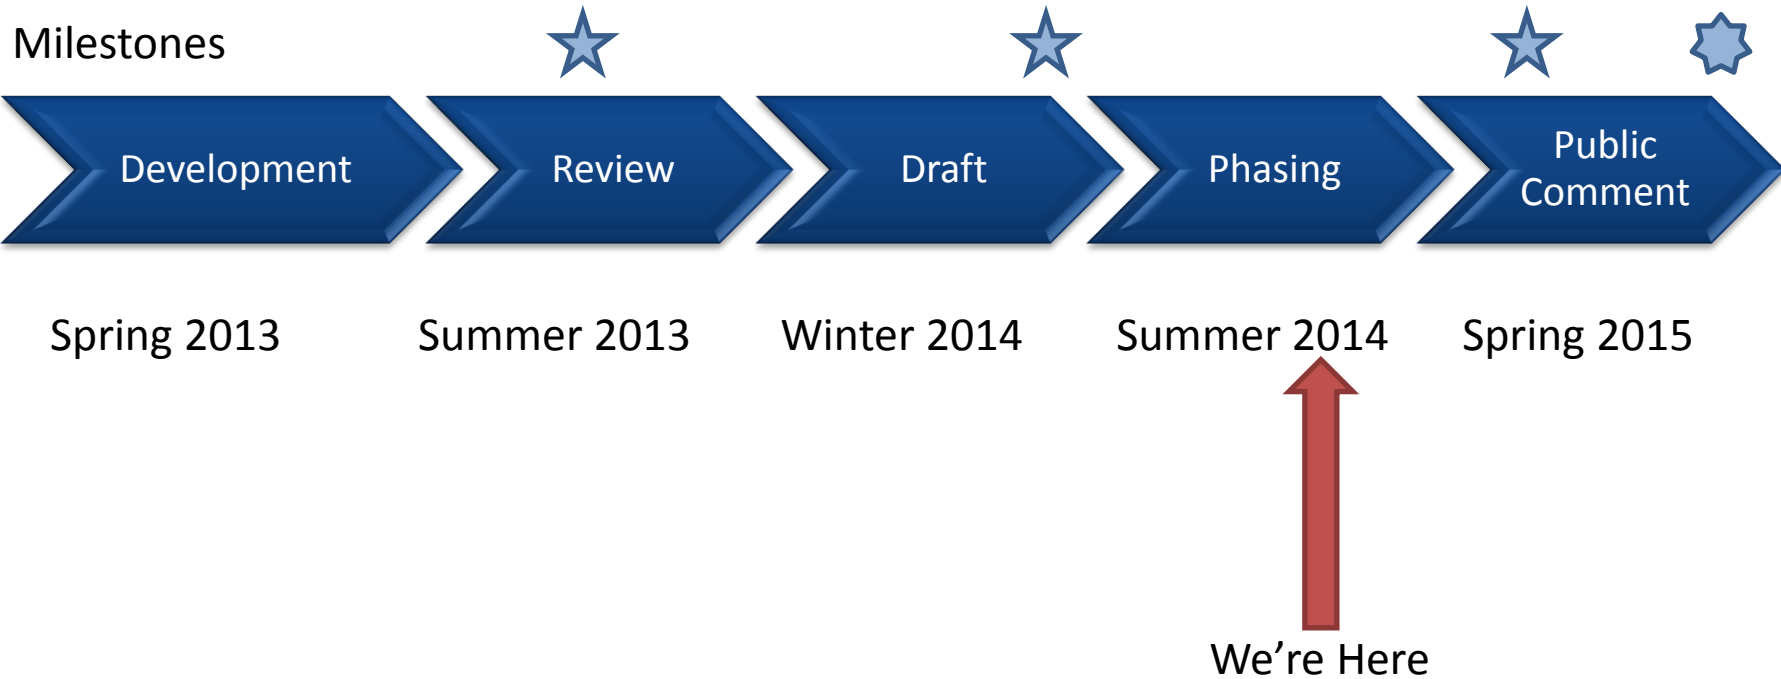 Milestones
Development
Review
Draft
Phasing
Public
Comment
Spring 2013
Summer 2013
Winter 2014
Summer 2014
Spring 2015
We’re Here